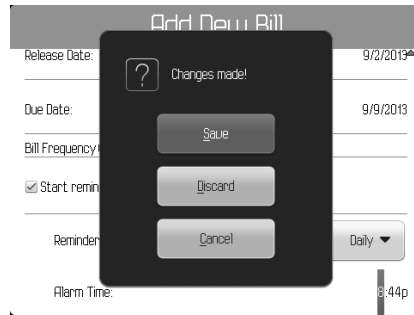 Add New Bill
Release Date: 9/2/2013
Changes made!
Due Date: 9/9/2013
Save
Bill Frequency
Start remin
Discard
Reminder
Cancel
Daily
Alarm Time: 8:44p